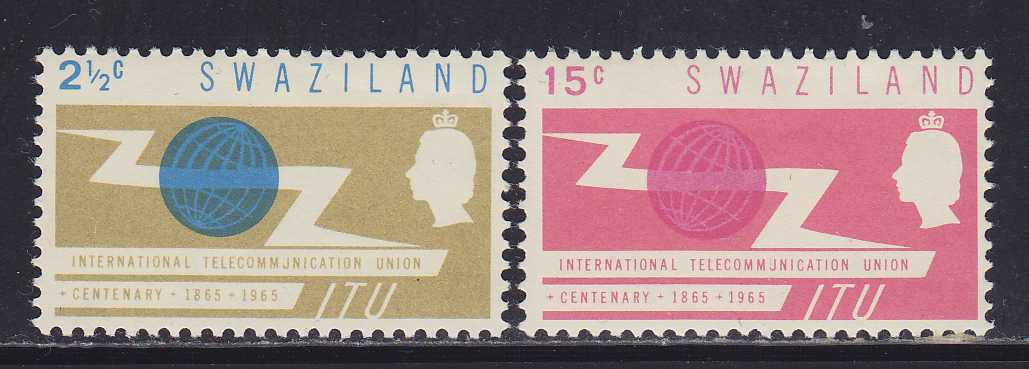 2½c SWAZILAND
INTERNATIONAL TELECOMMUNICATION UNION
+ CENTENARY + 1865 + 1965
ITU
15c SWAZILAND
INTERNATIONAL TELECOMMUNICATION UNION
+ CENTENARY + 1865 + 1965
ITU